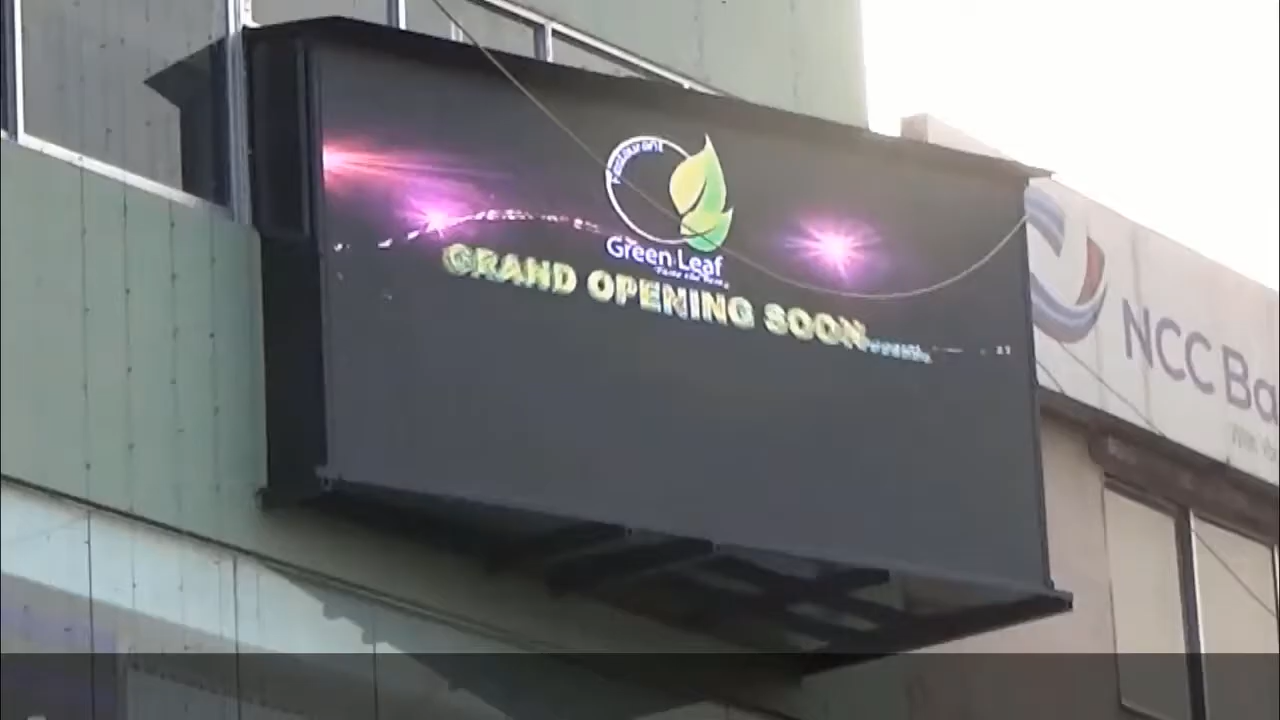 Restaurant
Green Leaf
GRAND OPENING SOON........
NCC Ba